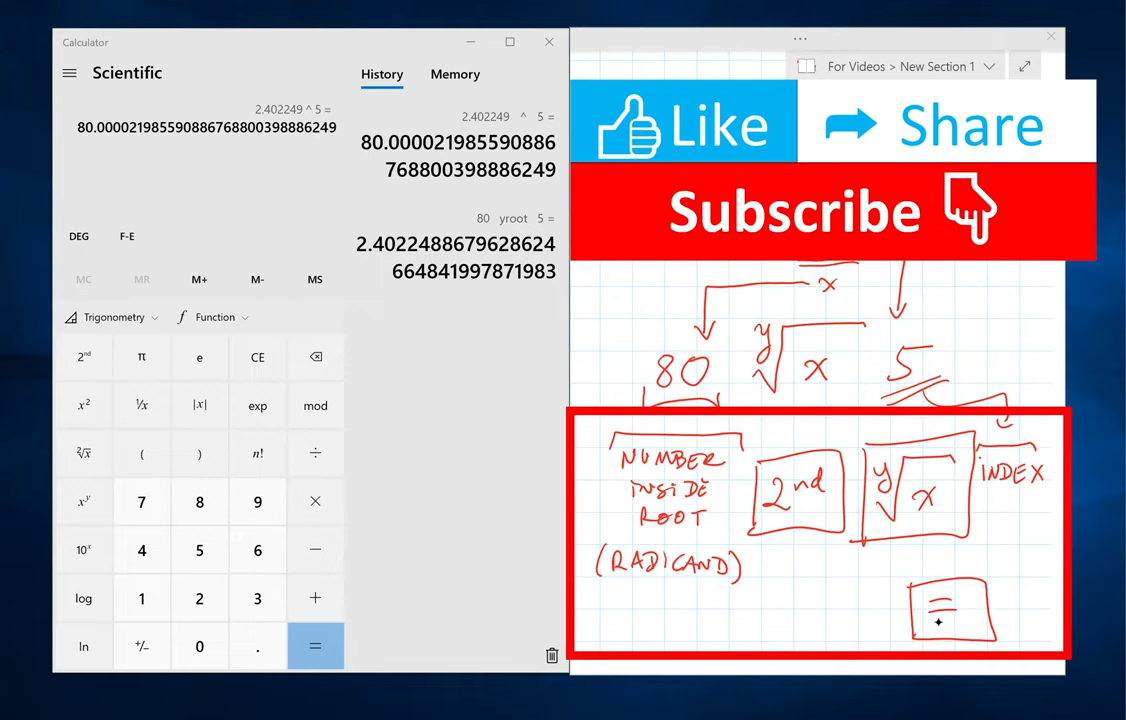 Calculator
Scientific
2.402249 ^ 5 =
80.000021985590886768800398886249
DEG
F-E
MC
MR
M+
M-
MS
Trigonometry
f Function
2nd
π
e
CE
x²
¹/x
|x|
exp
mod
²√x
(
)
n!
÷
xʸ
7
8
9
×
10ˣ
4
5
6
−
log
1
2
3
+
ln
+/−
0
.
=
History
Memory
2.402249 ^ 5 =
80.000021985590886
768800398886249
80 yroot 5 =
2.4022488679628624
664841997871983
For Videos > New Section 1
Like
Share
Subscribe
x
80 ʸ√x 5
NUMBER
INSIDE
ROOT
(RADICAND)
2nd
ʸ√x
INDEX
=